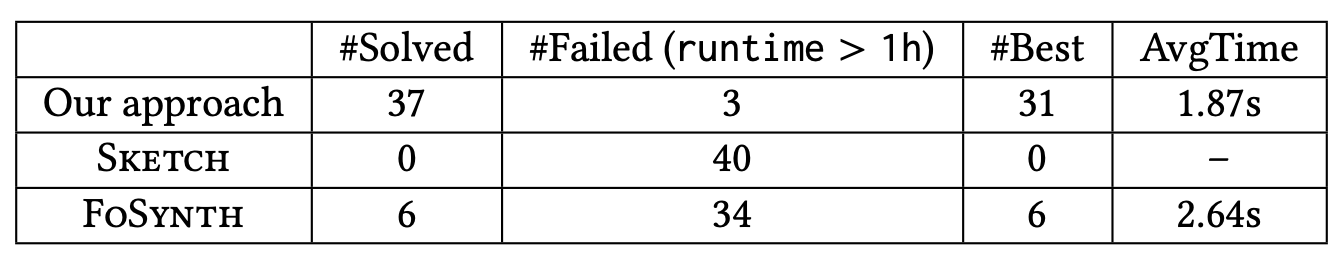 #Solved #Failed (runtime > 1h) #Best AvgTime
Our approach 37 3 31 1.87s
SKETCH 0 40 0 –
FOSYNTH 6 34 6 2.64s